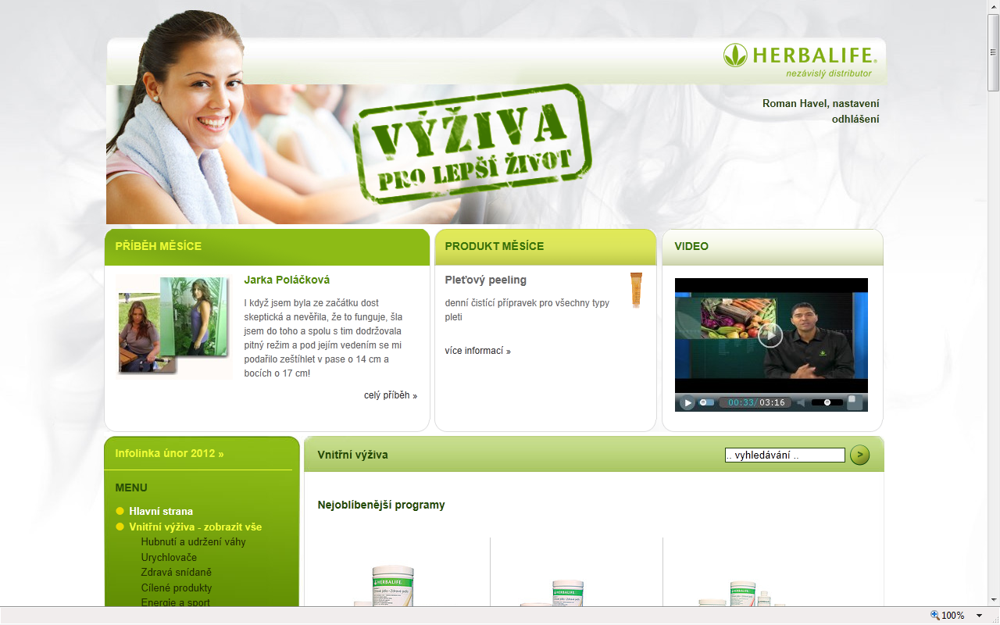 HERBALIFE®
nezávislý distributor
Roman Havel, nastavení
odhlášení
VÝŽIVA
PRO LEPŠÍ ŽIVOT
PŘÍBĚH MĚSÍCE
Jarka Poláčková
I když jsem byla ze začátku dost
skeptická a nevěřila, že to funguje, šla
jsem do toho a spolu s tim dodržovala
pitný režim a pod jejím vedením se mi
podařilo zeštíhlet v pase o 14 cm a
bocích o 17 cm!
celý příběh »
PRODUKT MĚSÍCE
Pleťový peeling
denní čistící přípravek pro všechny typy
pleti
více informací »
VIDEO
00:33/03:16
Infolinka únor 2012 »
MENU
Hlavní strana
Vnitřní výživa - zobrazit vše
Hubnutí a udržení váhy
Urychlovače
Zdravá snídaně
Cílené produkty
Energie a sport
Vnitřní výživa
.. vyhledávání ..
>
Nejoblíbenější programy
HERBALIFE
HERBALIFE
HERBALIFE
100%